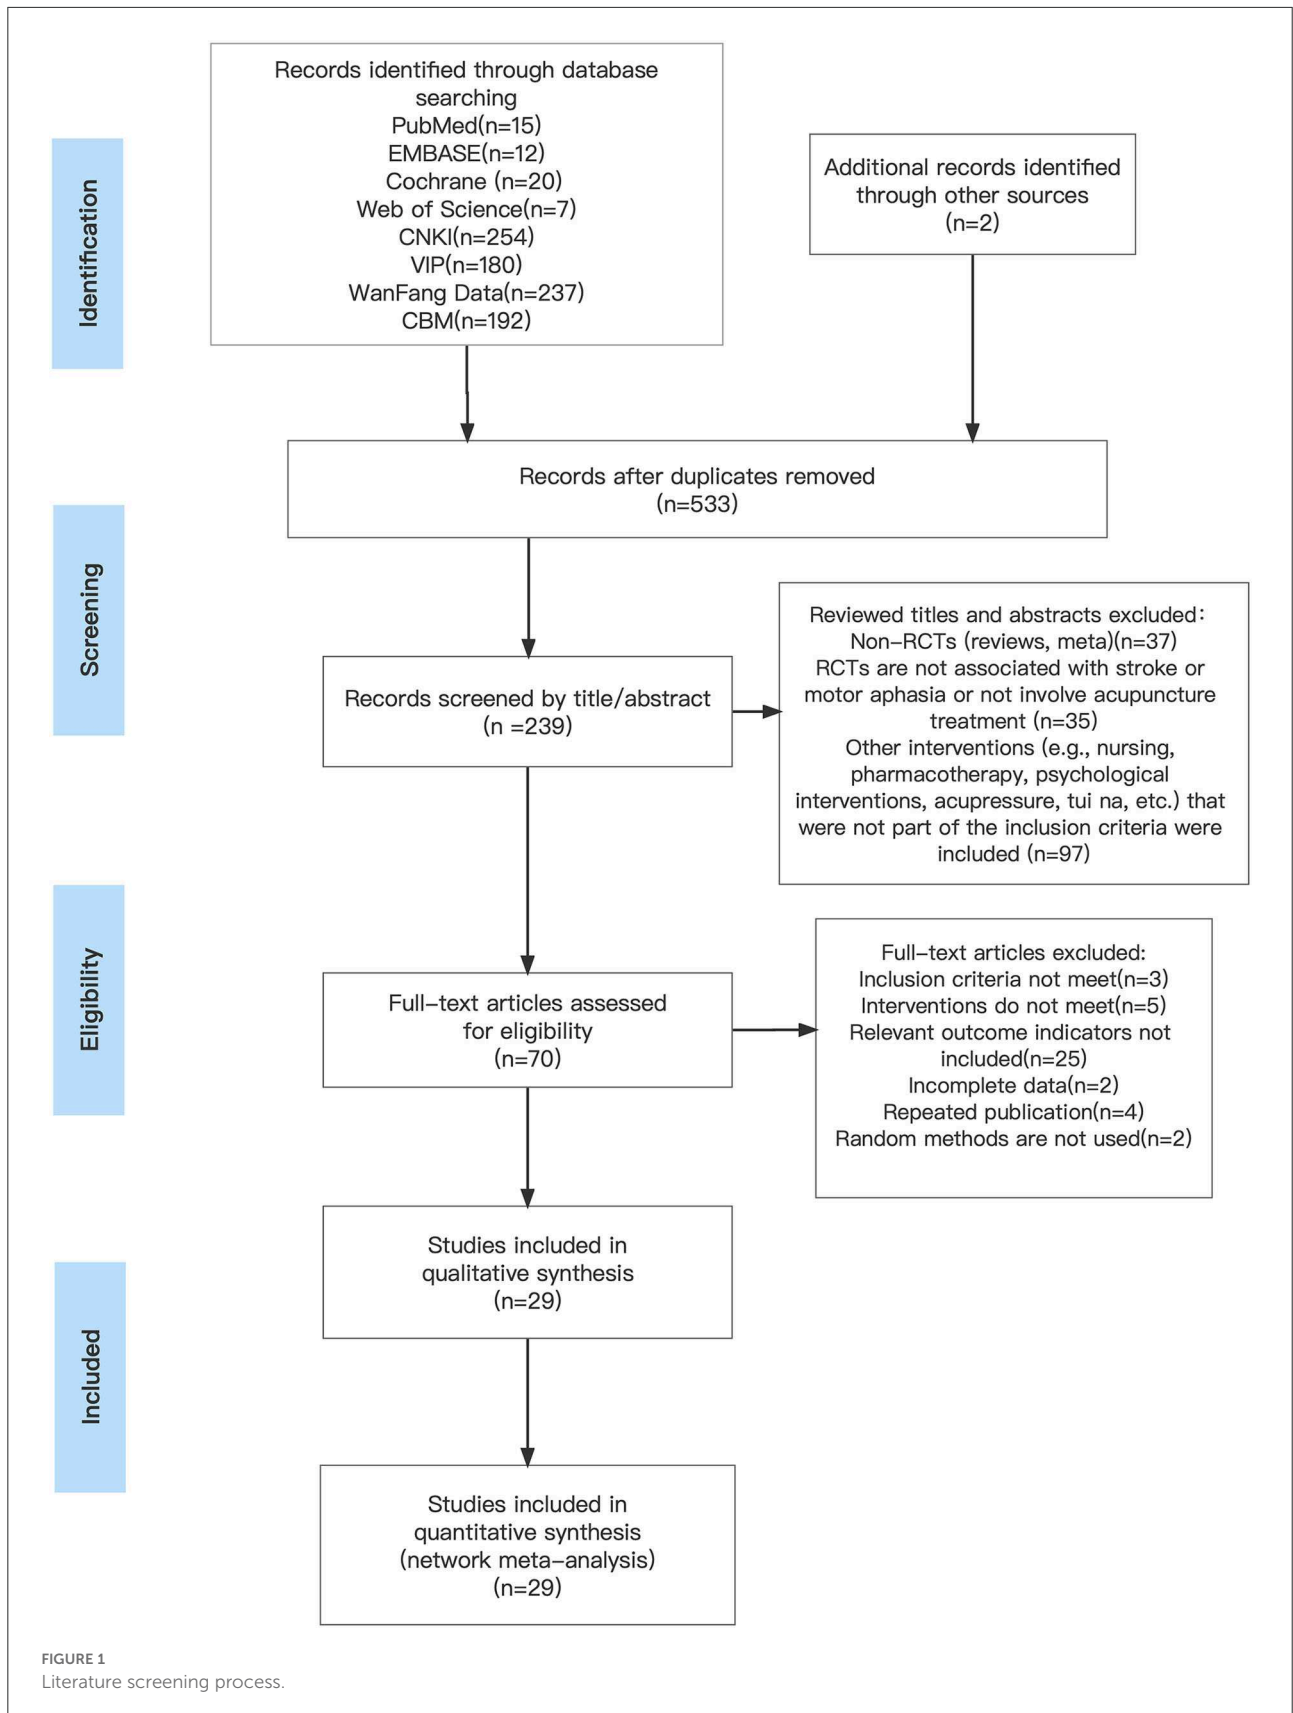 Records identified through database
searching
PubMed(n=15)
EMBASE(n=12)
Cochrane (n=20)
Web of Science(n=7)
CNKI(n=254)
VIP(n=180)
WanFang Data(n=237)
CBM(n=192)
Additional records identified
through other sources
(n=2)
Identification
Records after duplicates removed
(n=533)
Screening
Records screened by title/abstract
(n =239)
Reviewed titles and abstracts excluded:
Non-RCTs (reviews, meta)(n=37)
RCTs are not associated with stroke or
motor aphasia or not involve acupuncture
treatment (n=35)
Other interventions (e.g., nursing,
pharmacotherapy, psychological
interventions, acupressure, tui na, etc.) that
were not part of the inclusion criteria were
included (n=97)
Eligibility
Full-text articles assessed
for eligibility
(n=70)
Full-text articles excluded:
Inclusion criteria not meet(n=3)
Interventions do not meet(n=5)
Relevant outcome indicators not
included(n=25)
Incomplete data(n=2)
Repeated publication(n=4)
Random methods are not used(n=2)
Studies included in
qualitative synthesis
(n=29)
Included
Studies included in
quantitative synthesis
(network meta-analysis)
(n=29)
FIGURE 1
Literature screening process.